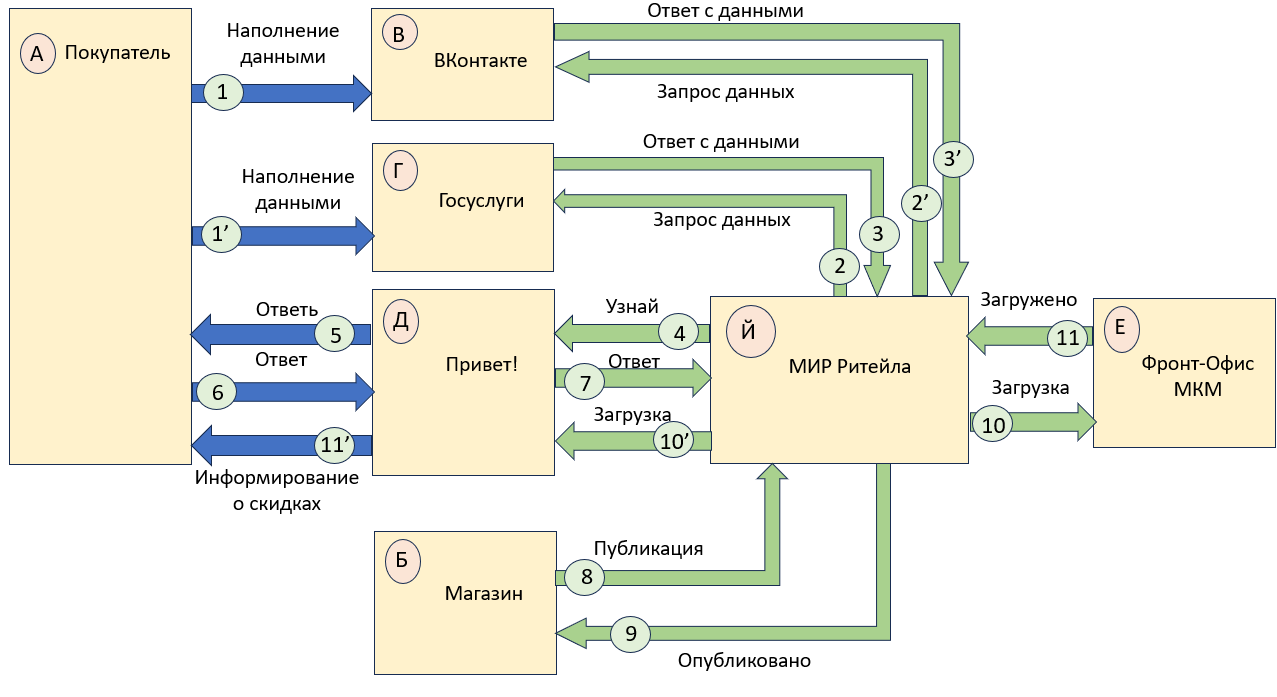 Ответ с данными
А
Покупатель
Наполнение
данными
1
В
ВКонтакте
Запрос данных
Ответ с данными
3’
Наполнение
данными
1’
Г
Госуслуги
Запрос данных
2’
3
2
Ответь
5
Ответ
6
11’
Информирование
о скидках
Д
Привет!
Узнай
4
Ответ
7
Загрузка
10’
Й
МИР Ритейла
Загружено
11
Загрузка
10
Е
Фронт-Офис
МКМ
Б
Магазин
Публикация
8
9
Опубликовано